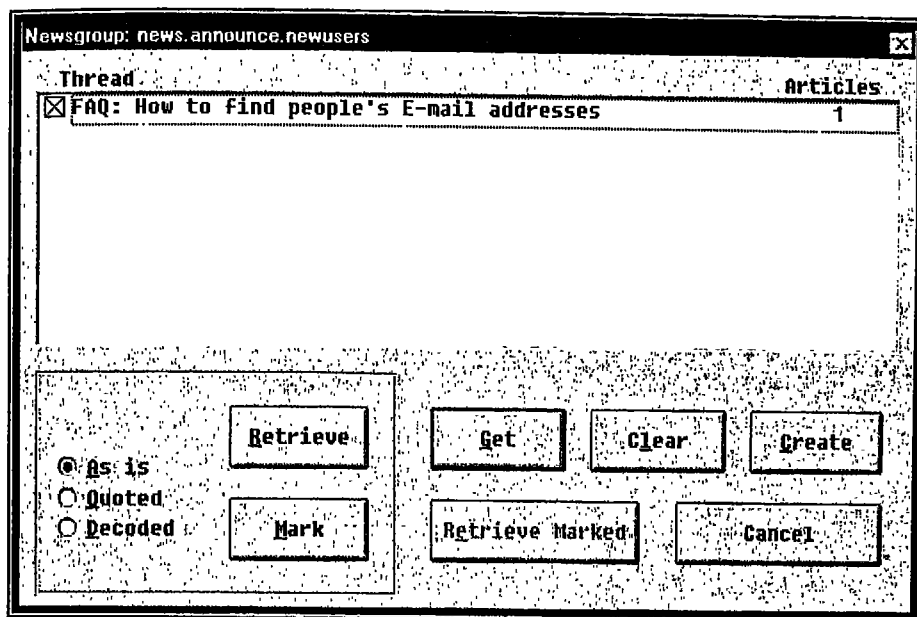 Newsgroup: news.announce.newusers
Thread Articles
FAQ: How to find people's E-mail addresses 1
Retrieve Get Clear Create
As is
Quoted
Decoded Mark Retrieve Marked Cancel